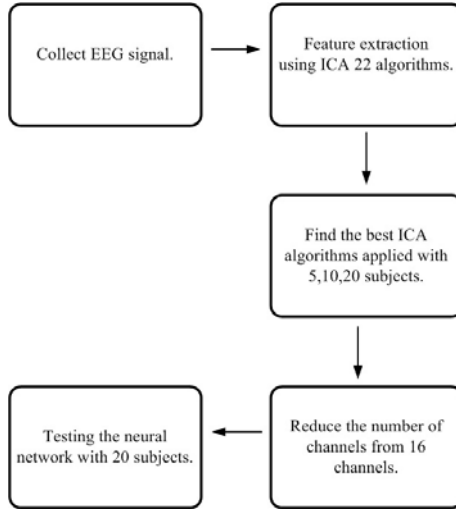 Collect EEG signal.
Feature extraction
using ICA 22 algorithms.
Find the best ICA
algorithms applied with
5,10,20 subjects.
Reduce the number of
channels from 16
channels.
Testing the neural
network with 20 subjects.